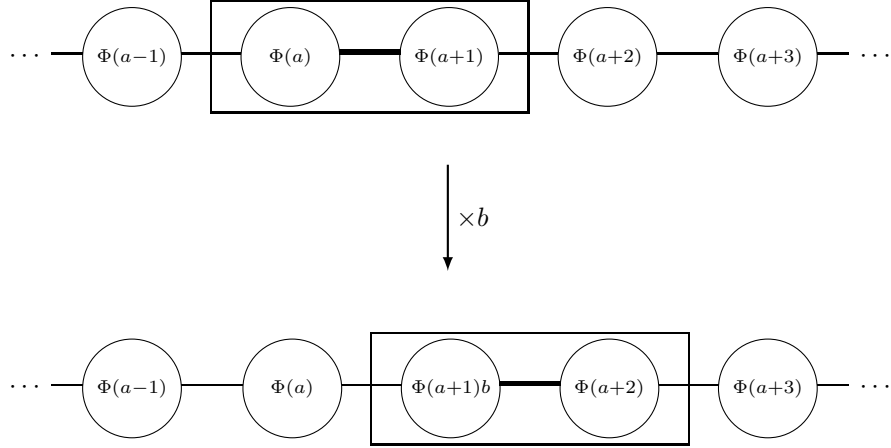 ··· Φ(a−1) Φ(a) Φ(a+1) Φ(a+2) Φ(a+3) ···
×b
··· Φ(a−1) Φ(a) Φ(a+1)b Φ(a+2) Φ(a+3) ···